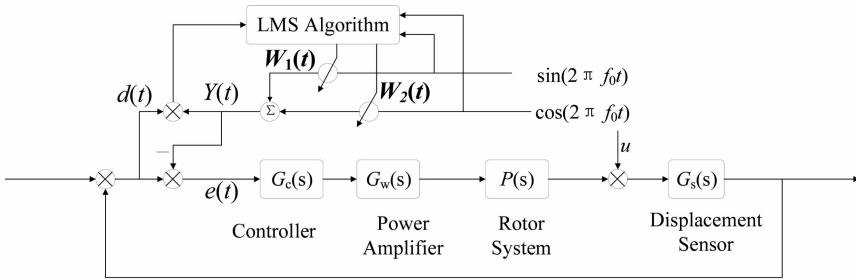 LMS Algorithm
W₁(t)
sin(2 π f₀t)
W₂(t)
d(t)
Y(t)
Σ
cos(2 π f₀t)
u
—
e(t)
Gc(s)
Gw(s)
P(s)
Gs(s)
Controller
Power
Amplifier
Rotor
System
Displacement
Sensor